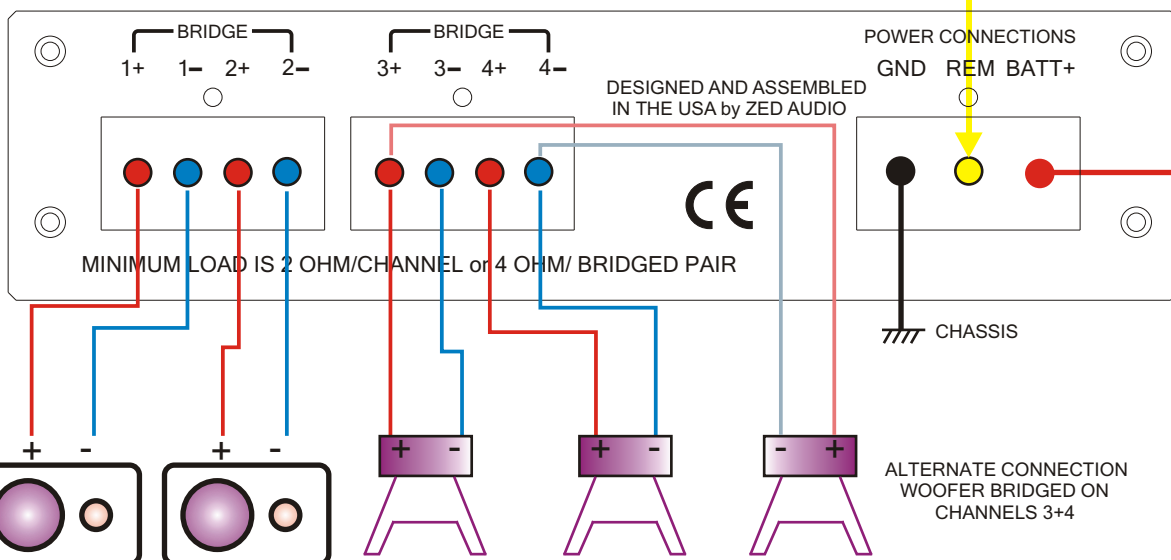 BRIDGE
1+ 1- 2+ 2-
BRIDGE
3+ 3- 4+ 4-
POWER CONNECTIONS
GND REM BATT+
DESIGNED AND ASSEMBLED
IN THE USA by ZED AUDIO
CE
MINIMUM LOAD IS 2 OHM/CHANNEL or 4 OHM/ BRIDGED PAIR
CHASSIS
+ - + -
+ - + - - +
ALTERNATE CONNECTION
WOOFER BRIDGED ON
CHANNELS 3+4